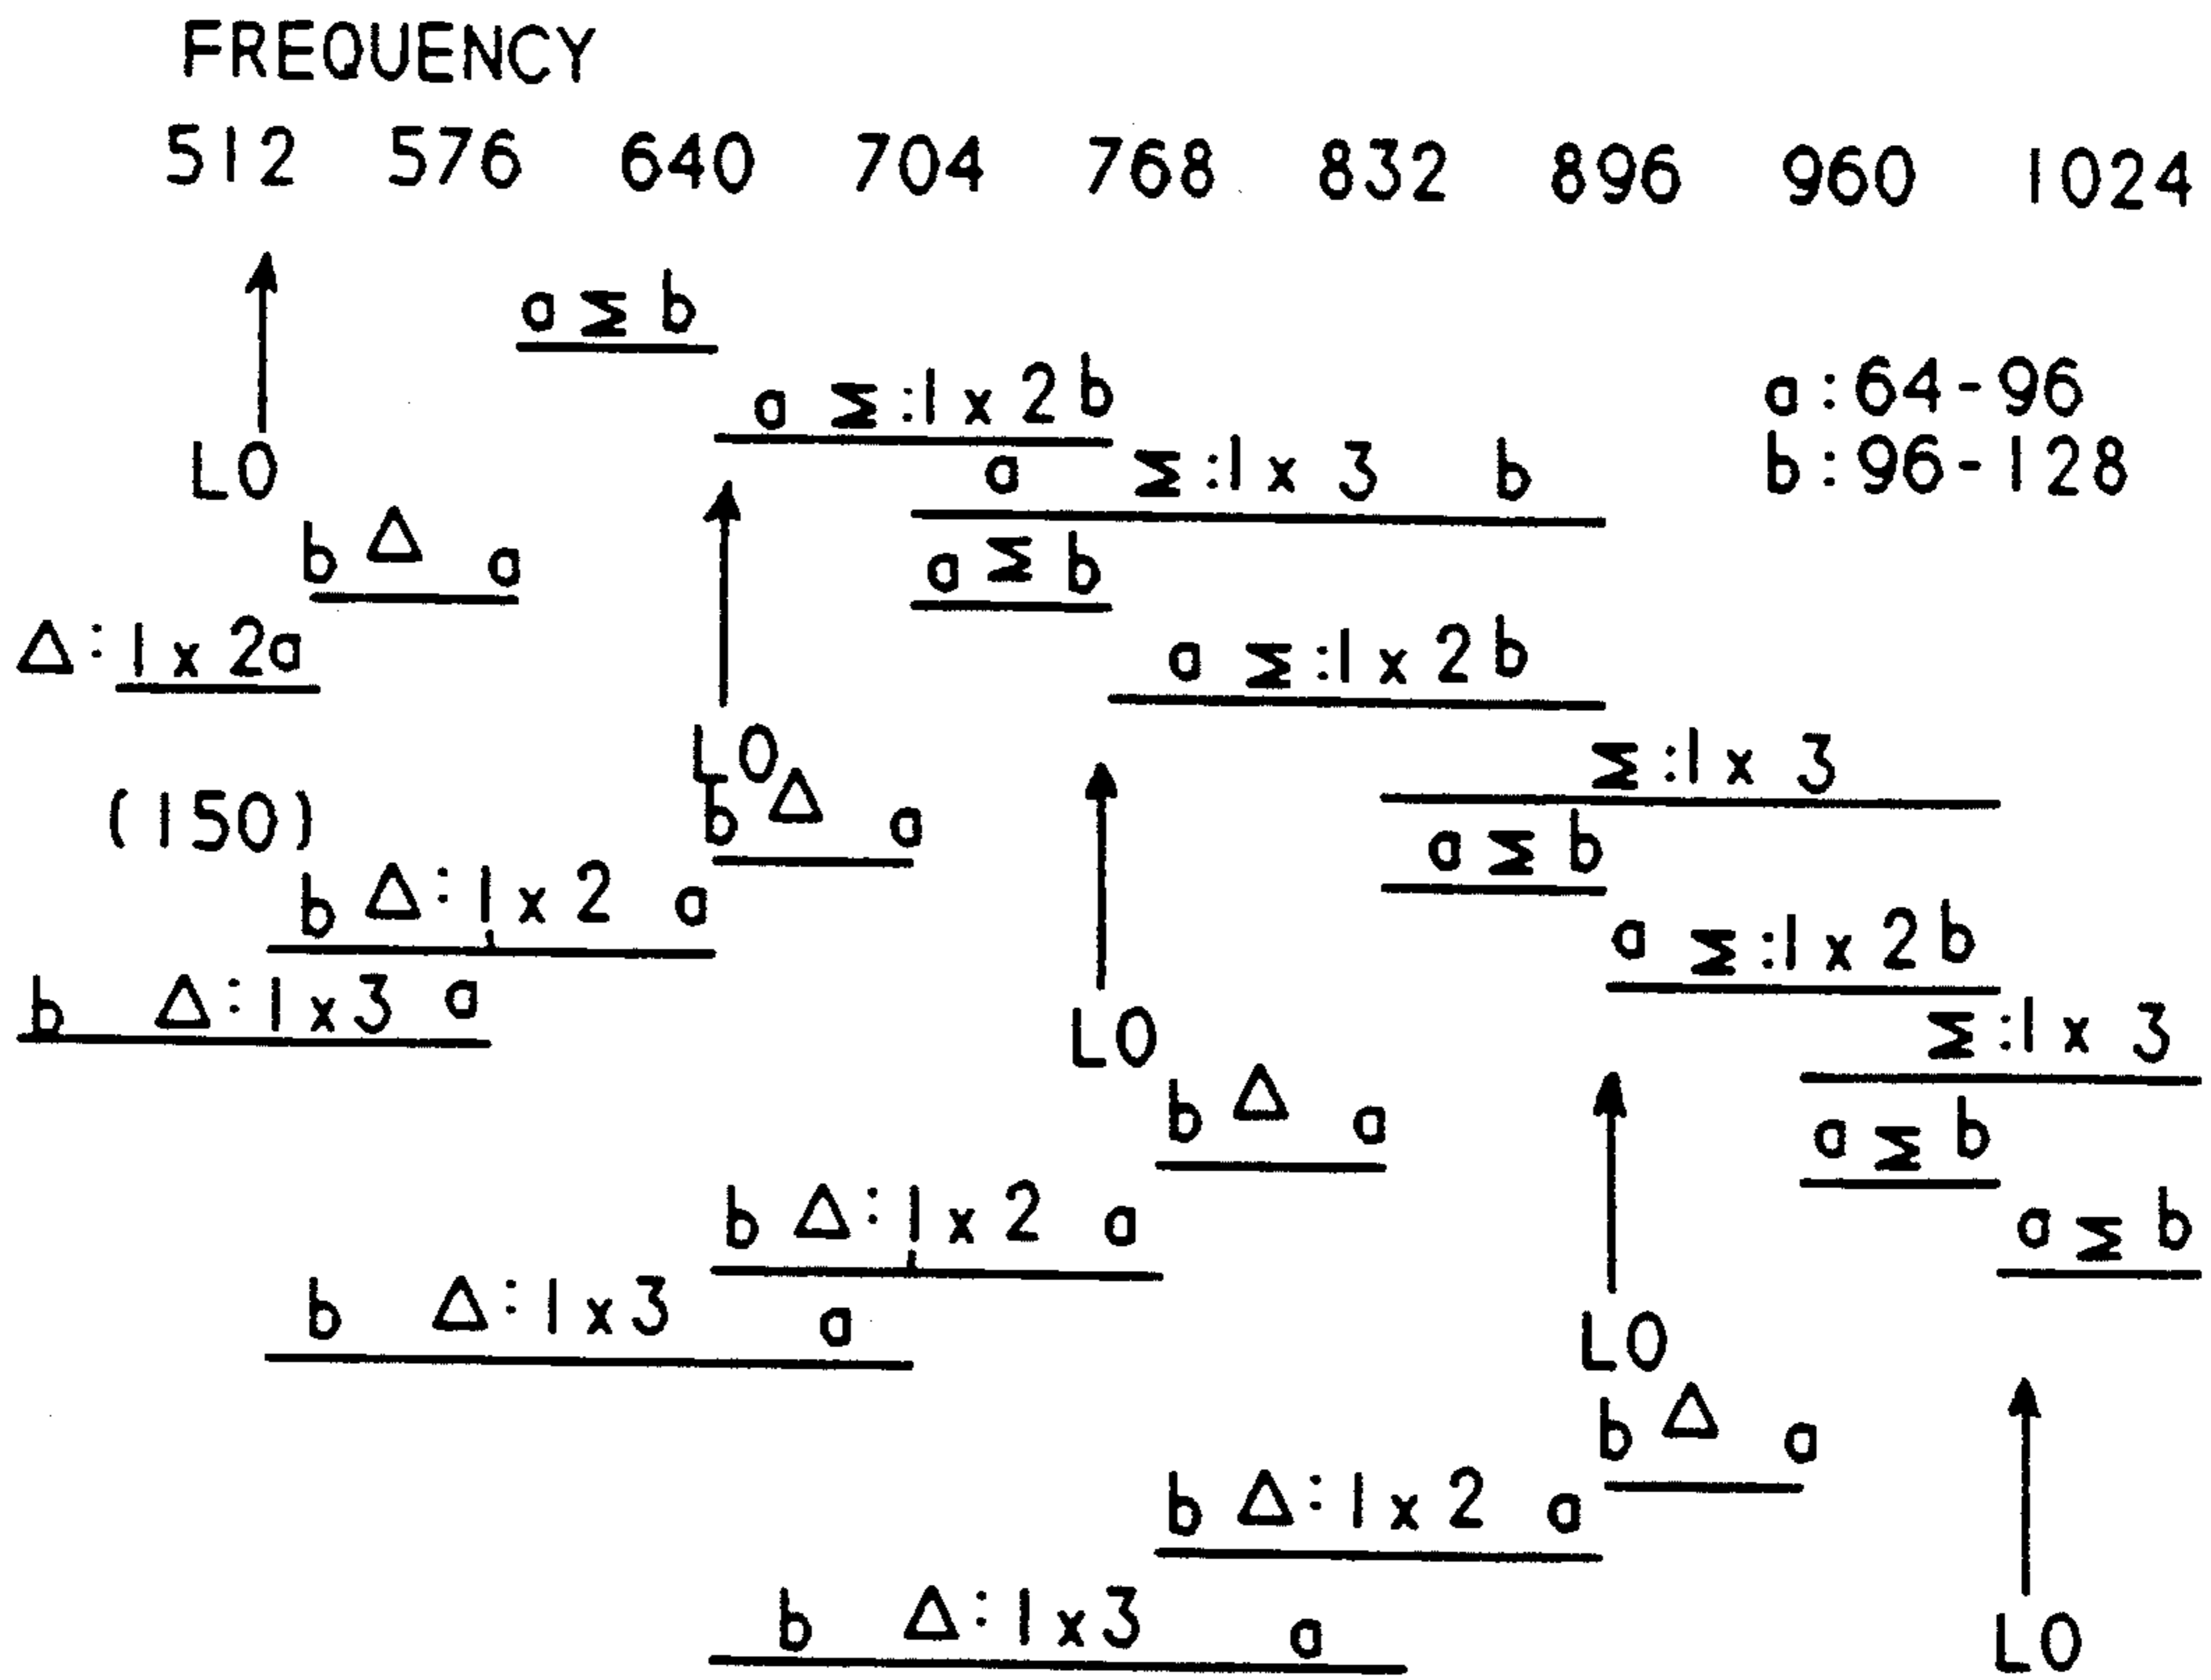 FREQUENCY
512 576 640 704 768 832 896 960 1024
a Σ b
a Σ:1 x 2 b
a:64-96
LO
a Σ:1 x 3 b
b:96-128
b Δ a
a Σ b
Δ:1 x 2a
a Σ:1 x 2 b
LO
Σ:1 x 3
(150)
b Δ a
a Σ b
b Δ:1 x 2 a
a Σ:1 x 2 b
b Δ:1 x 3 a
LO
Σ:1 x 3
b Δ a
a Σ b
b Δ:1 x 2 a
a Σ b
b Δ:1 x 3 a
LO
b Δ a
b Δ:1 x 2 a
b Δ:1 x 3 a
LO